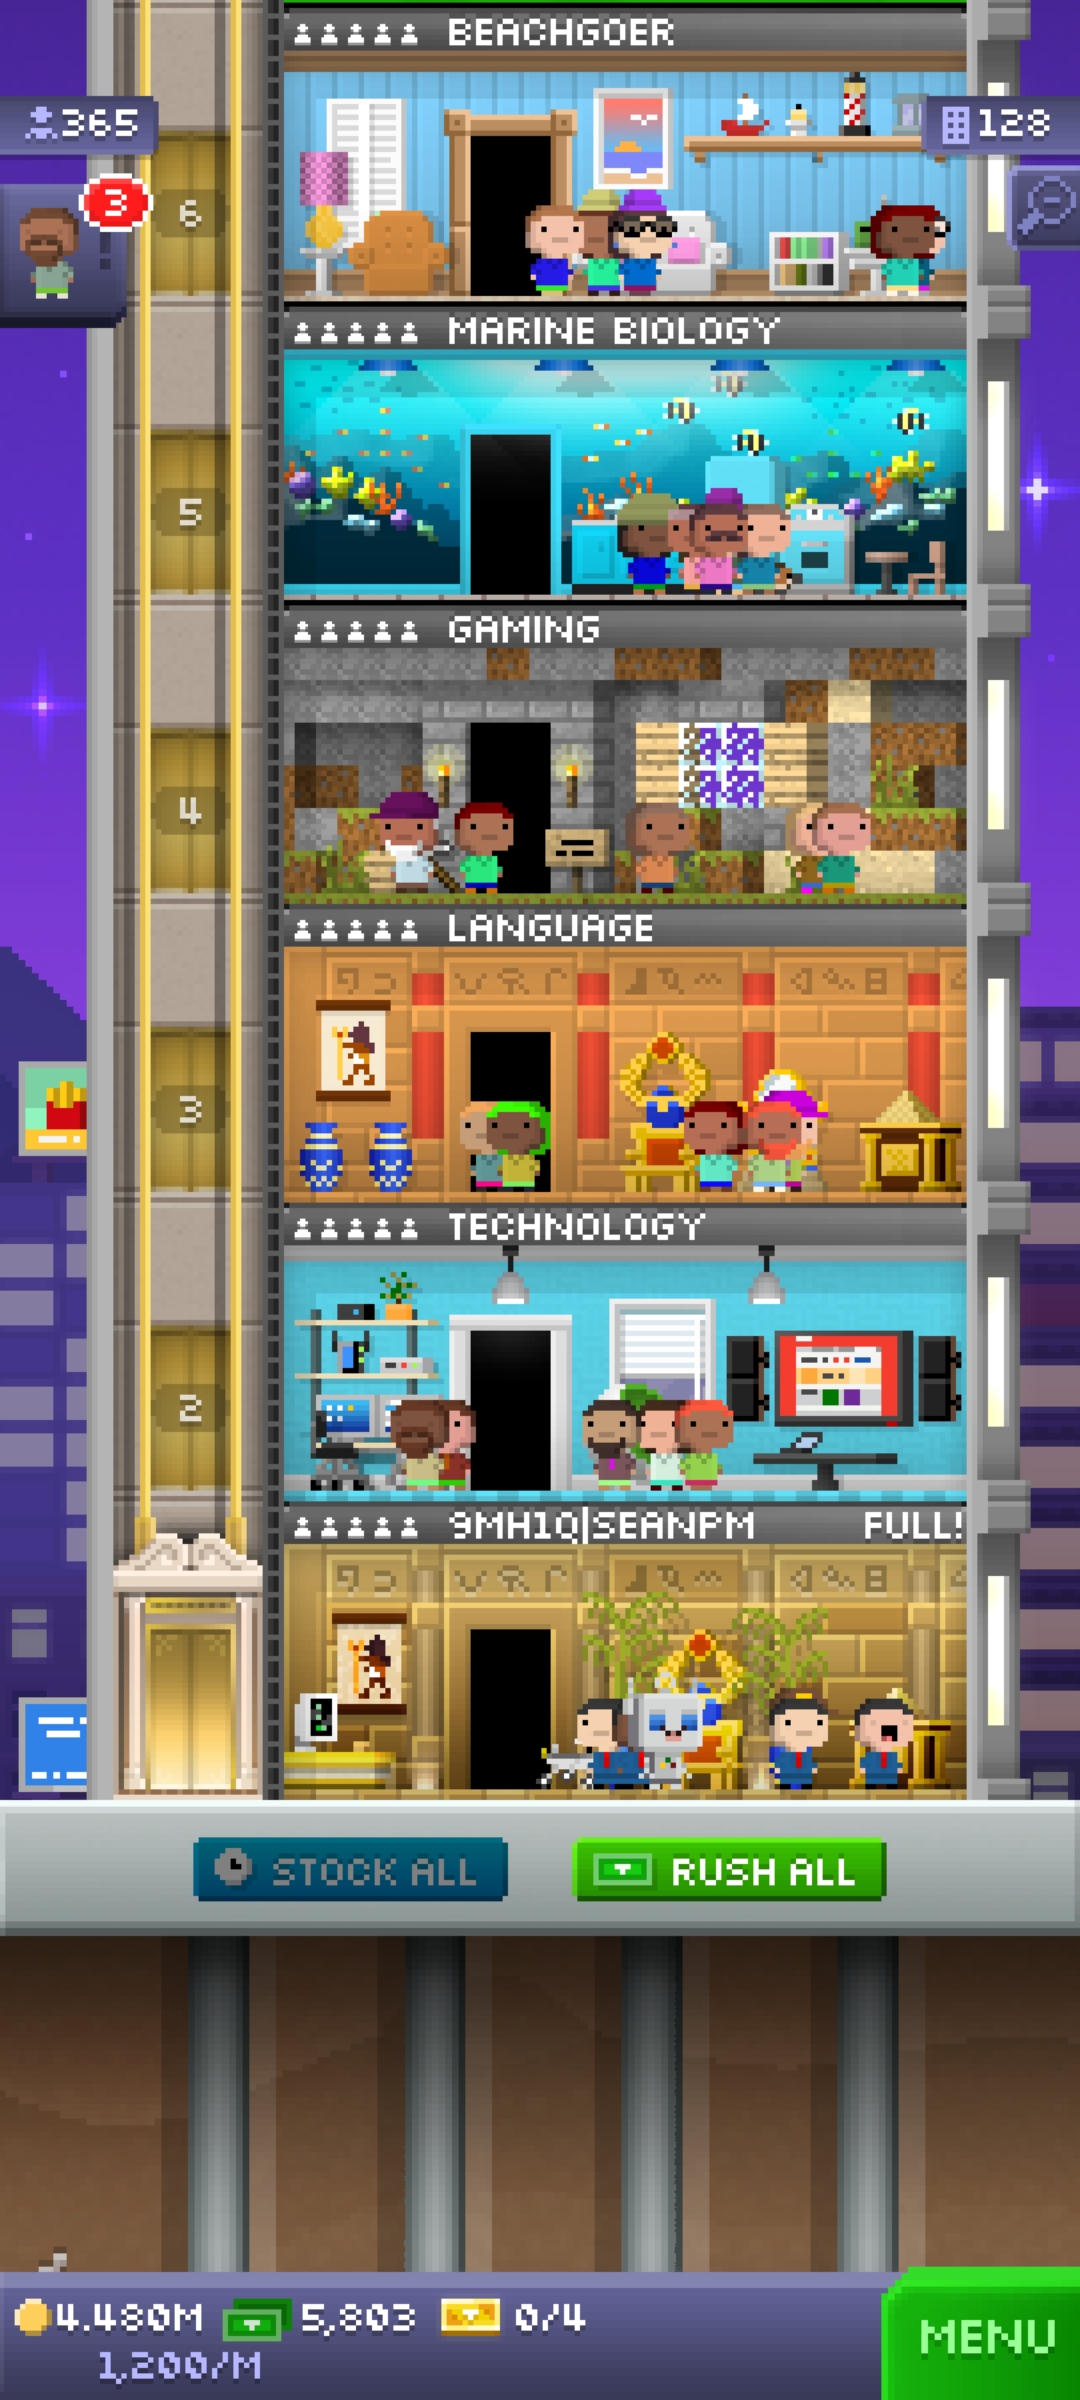 BEACHGOER
365
128
3
6
MARINE BIOLOGY
5
GAMING
4
LANGUAGE
3
TECHNOLOGY
2
9MH1Q|SEANPM FULL!
STOCK ALL RUSH ALL
4.480M 5,803 0/4
1,200/M
MENU